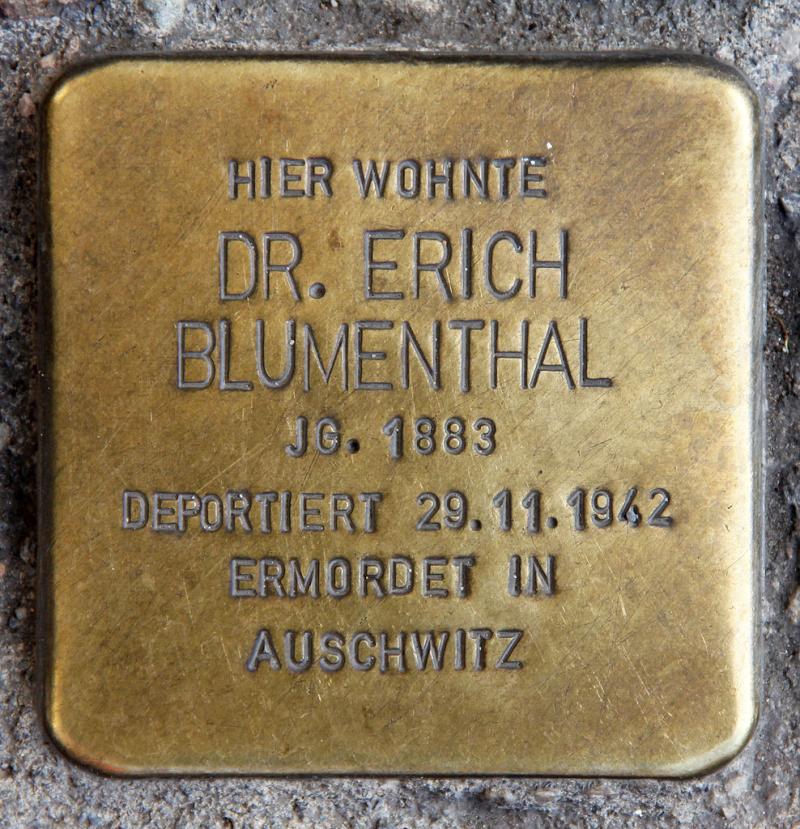 HIER WOHNTE
DR. ERICH
BLUMENTHAL
JG. 1883
DEPORTIERT 29.11.1942
ERMORDET IN
AUSCHWITZ